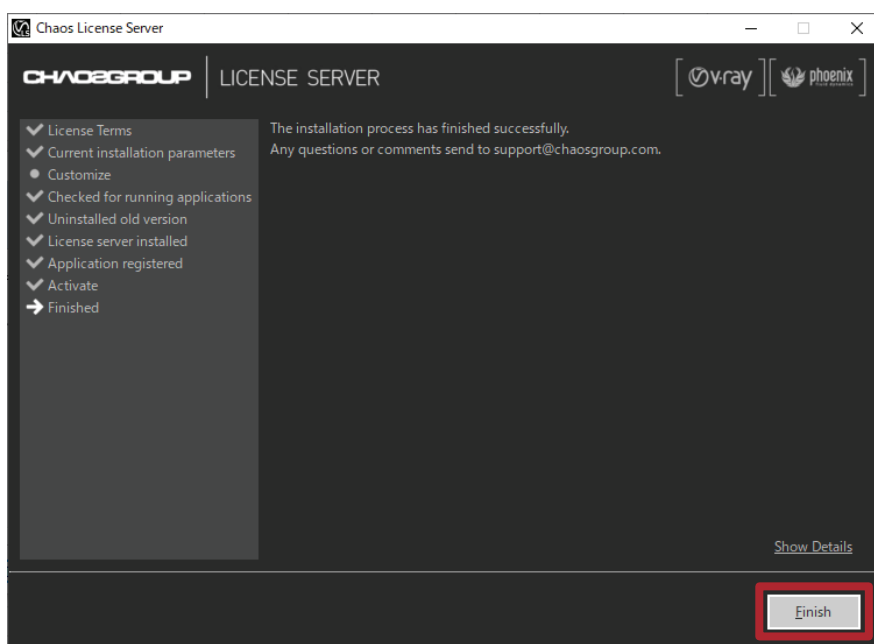 Chaos License Server
CHAOSGROUP LICENSE SERVER
v·ray phoenix
fluid dynamics
License Terms
Current installation parameters
Customize
Checked for running applications
Uninstalled old version
License server installed
Application registered
Activate
Finished
The installation process has finished successfully.
Any questions or comments send to support@chaosgroup.com.
Show Details
Finish